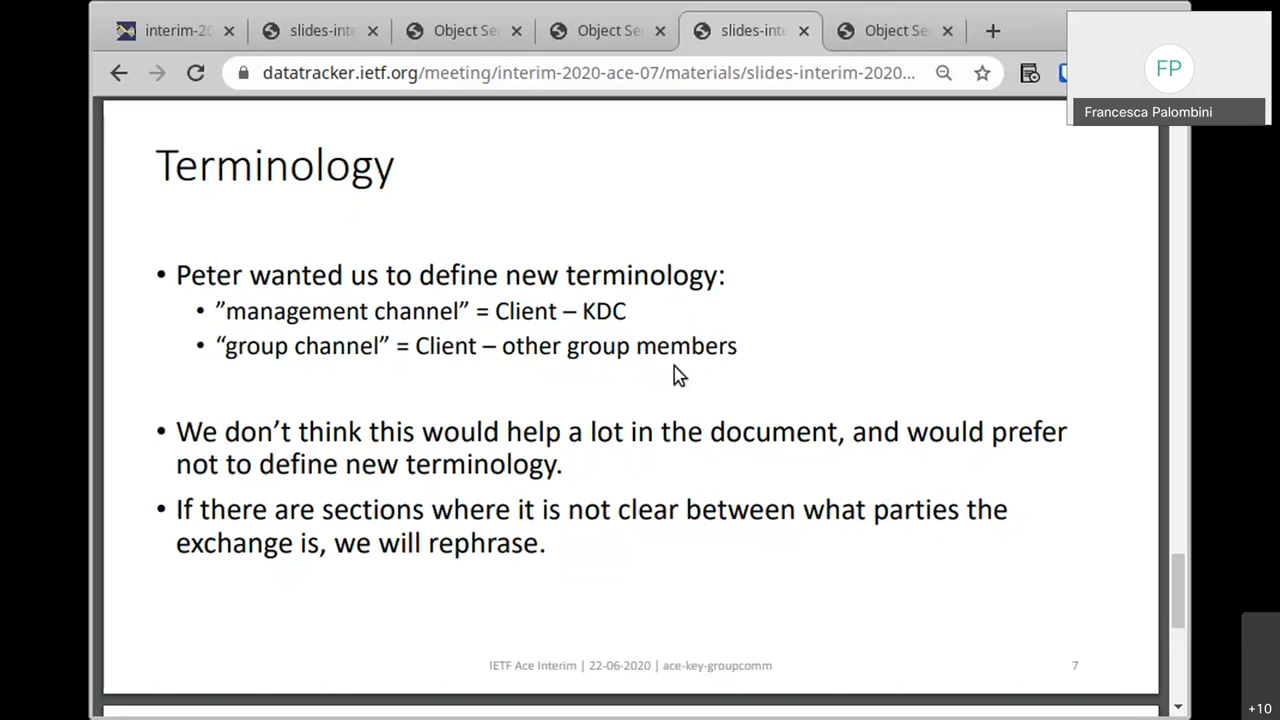 interim-20
slides-inte
Object Se
Object Se
slides-inte
Object Se
datatracker.ietf.org/meeting/interim-2020-ace-07/materials/slides-interim-2020...
FP
Francesca Palombini
Terminology
• Peter wanted us to define new terminology:
• ”management channel” = Client – KDC
• “group channel” = Client – other group members
• We don’t think this would help a lot in the document, and would prefer
not to define new terminology.
• If there are sections where it is not clear between what parties the
exchange is, we will rephrase.
IETF Ace Interim | 22-06-2020 | ace-key-groupcomm
7
+10